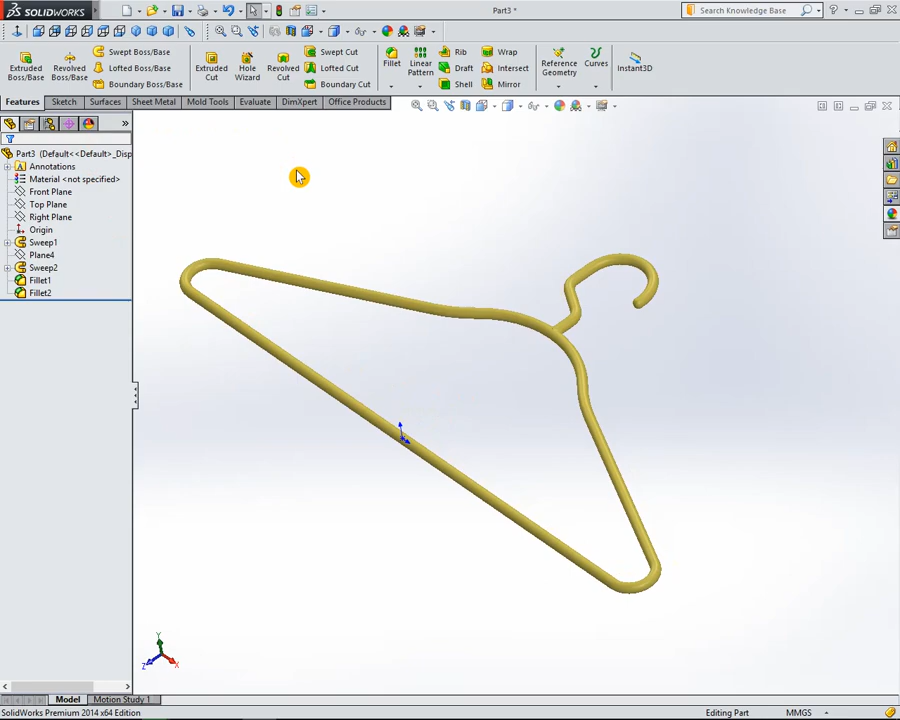 SOLIDWORKS
Part3 *
Search Knowledge Base
Extruded Boss/Base
Revolved Boss/Base
Swept Boss/Base
Lofted Boss/Base
Boundary Boss/Base
Extruded Cut
Hole Wizard
Revolved Cut
Swept Cut
Lofted Cut
Boundary Cut
Fillet
Linear Pattern
Rib
Draft
Shell
Wrap
Intersect
Mirror
Reference Geometry
Curves
Instant3D
Features Sketch Surfaces Sheet Metal Mold Tools Evaluate DimXpert Office Products
Part3 (Default<<Default>_Disp
Annotations
Material <not specified>
Front Plane
Top Plane
Right Plane
Origin
Sweep1
Plane4
Sweep2
Fillet1
Fillet2
Y
Z
X
Model Motion Study 1
SolidWorks Premium 2014 x64 Edition Editing Part MMGS